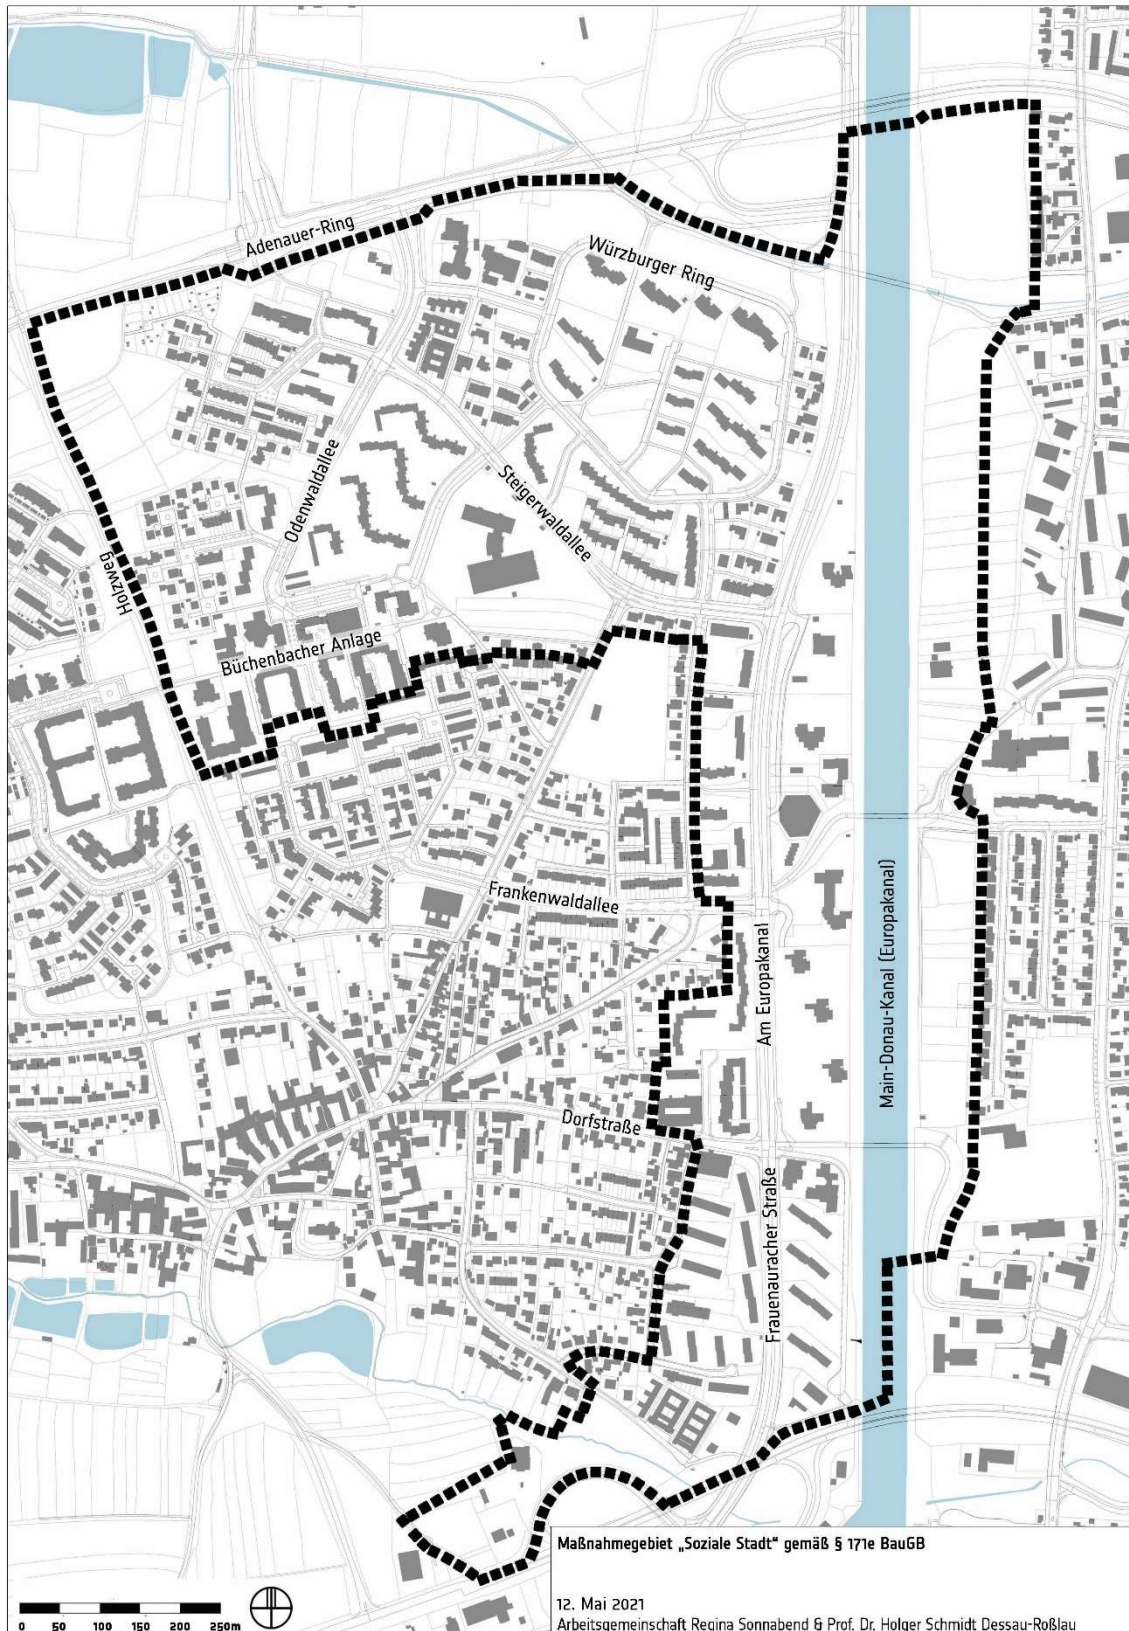 Adenauer-Ring
Würzburger Ring
Odenwaldallee
Steigerwaldallee
Holzweg
Büchenbacher Anlage
Frankenwaldallee
Am Europakanal
Main-Donau-Kanal (Europakanal)
Dorfstraße
Frauenauracher Straße
Maßnahmegebiet „Soziale Stadt“ gemäß § 171e BauGB
12. Mai 2021
Arbeitsgemeinschaft Regina Sonnabend & Prof. Dr. Holger Schmidt Dessau-Roßlau
0 50 100 150 200 250m